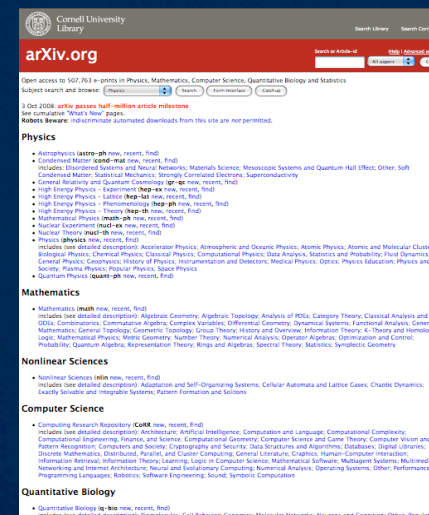 Cornell University
Library
Search Library Search Corn
arXiv.org
Search or Article-id
(Help | Advanced se
All papers
Open access to 507,763 e-prints in Physics, Mathematics, Computer Science, Quantitative Biology and Statistics
Subject search and browse: Physics Search Form Interface Catchup
3 Oct 2008: arXiv passes half-million article milestone
See cumulative "What's New" pages.
Robots Beware: indiscriminate automated downloads from this site are not permitted.
Physics
• Astrophysics (astro-ph new, recent, find)
• Condensed Matter (cond-mat new, recent, find)
includes: Disordered Systems and Neural Networks; Materials Science; Mesoscopic Systems and Quantum Hall Effect; Other; Soft
Condensed Matter; Statistical Mechanics; Strongly Correlated Electrons; Superconductivity
• General Relativity and Quantum Cosmology (gr-qc new, recent, find)
• High Energy Physics - Experiment (hep-ex new, recent, find)
• High Energy Physics - Lattice (hep-lat new, recent, find)
• High Energy Physics - Phenomenology (hep-ph new, recent, find)
• High Energy Physics - Theory (hep-th new, recent, find)
• Mathematical Physics (math-ph new, recent, find)
• Nuclear Experiment (nucl-ex new, recent, find)
• Nuclear Theory (nucl-th new, recent, find)
• Physics (physics new, recent, find)
includes (see detailed description): Accelerator Physics; Atmospheric and Oceanic Physics; Atomic Physics; Atomic and Molecular Cluste
Biological Physics; Chemical Physics; Classical Physics; Computational Physics; Data Analysis, Statistics and Probability; Fluid Dynamics;
General Physics; Geophysics; History of Physics; Instrumentation and Detectors; Medical Physics; Optics; Physics Education; Physics and
Society; Plasma Physics; Popular Physics; Space Physics
• Quantum Physics (quant-ph new, recent, find)
Mathematics
• Mathematics (math new, recent, find)
includes (see detailed description): Algebraic Geometry; Algebraic Topology; Analysis of PDEs; Category Theory; Classical Analysis and
ODEs; Combinatorics; Commutative Algebra; Complex Variables; Differential Geometry; Dynamical Systems; Functional Analysis; Gener
Mathematics; General Topology; Geometric Topology; Group Theory; History and Overview; Information Theory; K-Theory and Homolo
Logic; Mathematical Physics; Metric Geometry; Number Theory; Numerical Analysis; Operator Algebras; Optimization and Control;
Probability; Quantum Algebra; Representation Theory; Rings and Algebras; Spectral Theory; Statistics; Symplectic Geometry
Nonlinear Sciences
• Nonlinear Sciences (nlin new, recent, find)
includes (see detailed description): Adaptation and Self-Organizing Systems; Cellular Automata and Lattice Gases; Chaotic Dynamics;
Exactly Solvable and Integrable Systems; Pattern Formation and Solitons
Computer Science
• Computing Research Repository (CoRR new, recent, find)
includes (see detailed description): Architecture; Artificial Intelligence; Computation and Language; Computational Complexity;
Computational Engineering, Finance, and Science; Computational Geometry; Computer Science and Game Theory; Computer Vision and
Pattern Recognition; Computers and Society; Cryptography and Security; Data Structures and Algorithms; Databases; Digital Libraries;
Discrete Mathematics; Distributed, Parallel, and Cluster Computing; General Literature; Graphics; Human-Computer Interaction;
Information Retrieval; Information Theory; Learning; Logic in Computer Science; Mathematical Software; Multiagent Systems; Multimed
Networking and Internet Architecture; Neural and Evolutionary Computing; Numerical Analysis; Operating Systems; Other; Performance
Programming Languages; Robotics; Software Engineering; Sound; Symbolic Computation
Quantitative Biology
• Quantitative Biology (q-bio new, recent, find)